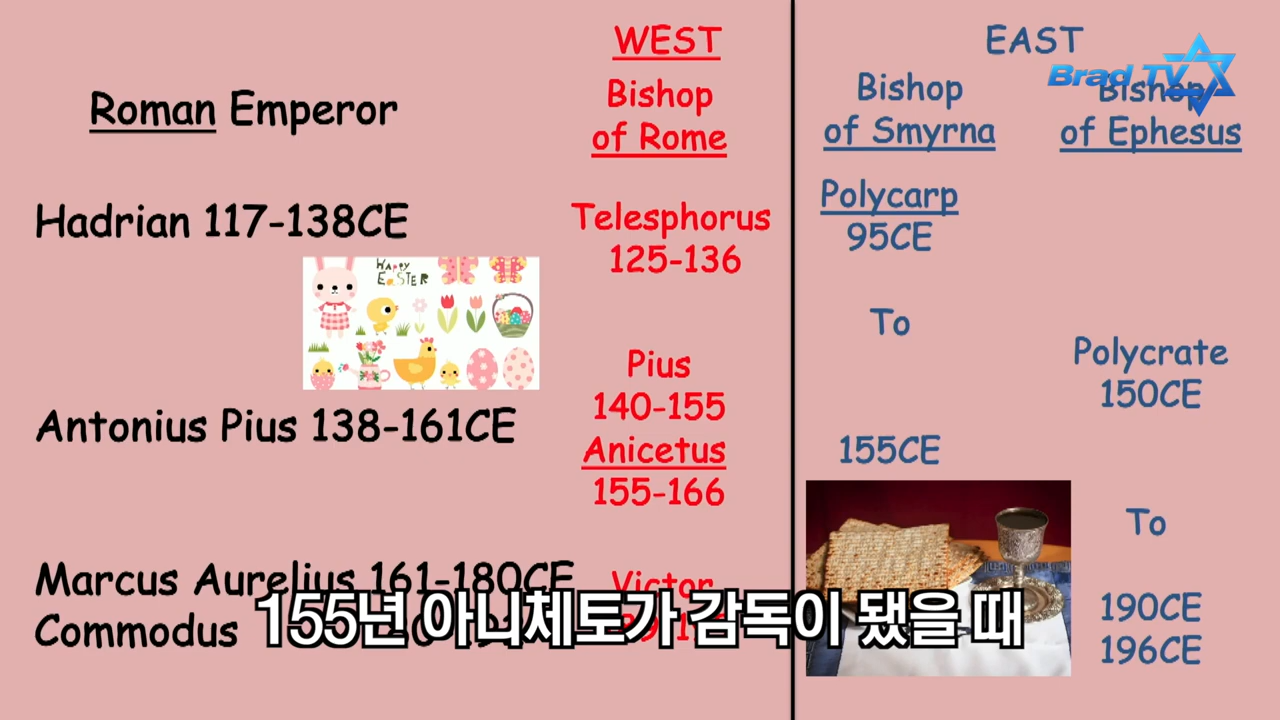 WEST
EAST
Brad TV
Roman Emperor
Bishop
of Rome
Bishop
of Smyrna
Bishop
of Ephesus
Hadrian 117-138CE
Telesphorus
125-136
Polycarp
95CE
HAPPY
EaSTER
To
Pius
140-155
Polycrate
150CE
Antonius Pius 138-161CE
Anicetus
155-166
155CE
To
Marcus Aurelius 161-180CE
Victor
190CE
Commodus
196CE
155년 아니체토가 감독이 됐을 때